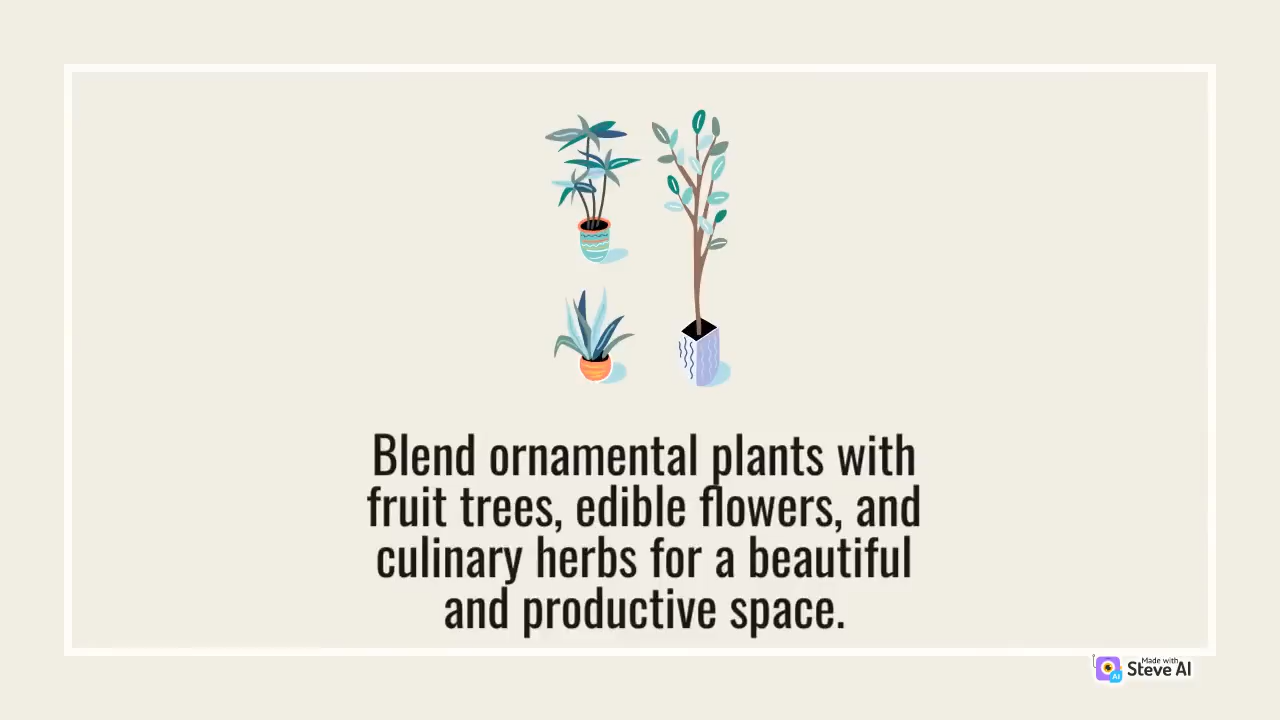 Blend ornamental plants with
fruit trees, edible flowers, and
culinary herbs for a beautiful
and productive space.
Made with
Steve AI
AI